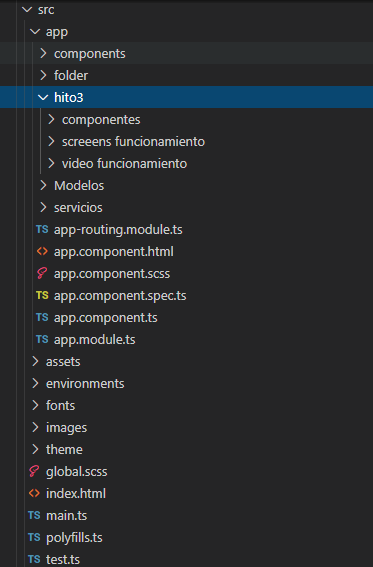 src
app
components
folder
hito3
componentes
screeens funcionamiento
video funcionamiento
Modelos
servicios
TS app-routing.module.ts
<> app.component.html
app.component.scss
TS app.component.spec.ts
TS app.component.ts
TS app.module.ts
assets
environments
fonts
images
theme
global.scss
<> index.html
TS main.ts
TS polyfills.ts
TS test.ts